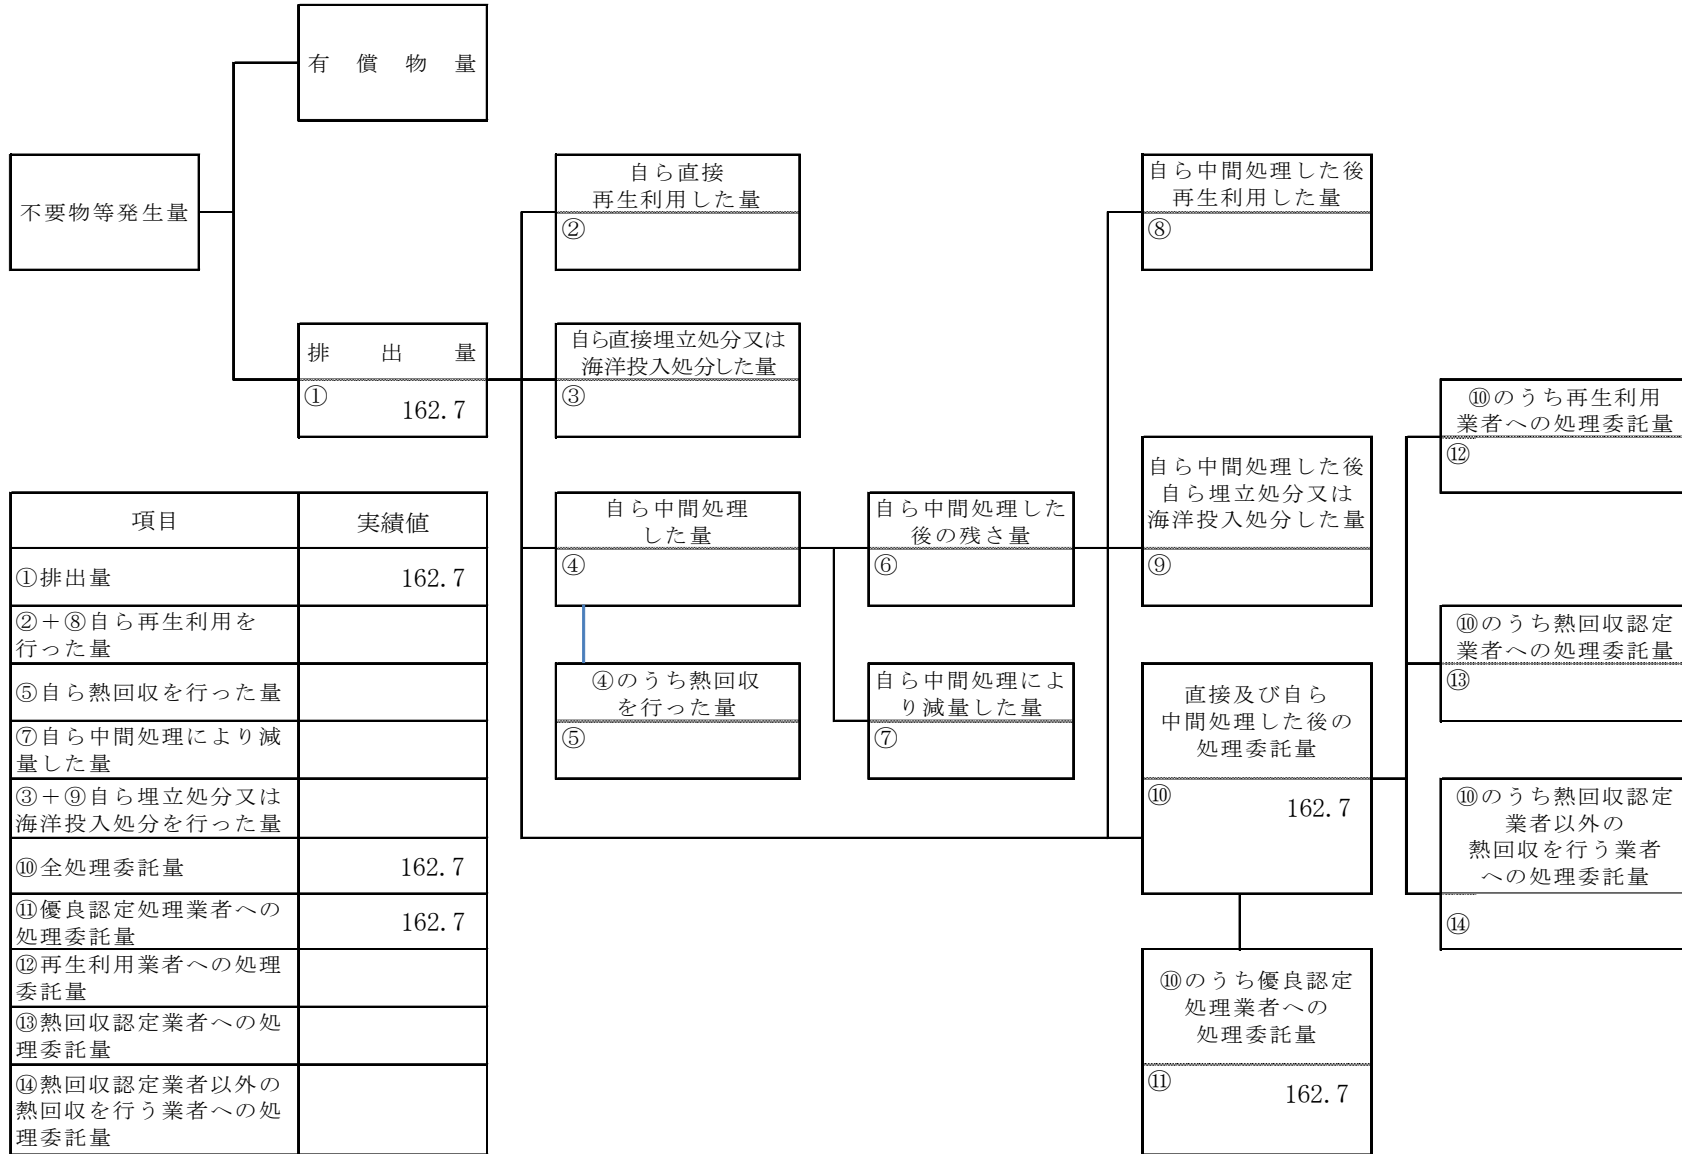 有償物量
不要物等発生量
排出量
①
162.7
自ら直接
再生利用した量
②
自ら直接埋立処分又は
海洋投入処分した量
③
自ら中間処理
した量
④
④のうち熱回収
を行った量
⑤
自ら中間処理した
後の残さ量
⑥
自ら中間処理によ
り減量した量
⑦
自ら中間処理した後
再生利用した量
⑧
自ら中間処理した後
自ら埋立処分又は
海洋投入処分した量
⑨
直接及び自ら
中間処理した後の
処理委託量
⑩
162.7
⑩のうち優良認定
処理業者への
処理委託量
⑪
162.7
⑩のうち再生利用
業者への処理委託量
⑫
⑩のうち熱回収認定
業者への処理委託量
⑬
⑩のうち熱回収認定
業者以外の
熱回収を行う業者
への処理委託量
⑭
項目 実績値
①排出量 162.7
②+⑧自ら再生利用を
行った量
⑤自ら熱回収を行った量
⑦自ら中間処理により減
量した量
③+⑨自ら埋立処分又は
海洋投入処分を行った量
⑩全処理委託量 162.7
⑪優良認定処理業者への
処理委託量 162.7
⑫再生利用業者への処理
委託量
⑬熱回収認定業者への処
理委託量
⑭熱回収認定業者以外の
熱回収を行う業者への処
理委託量